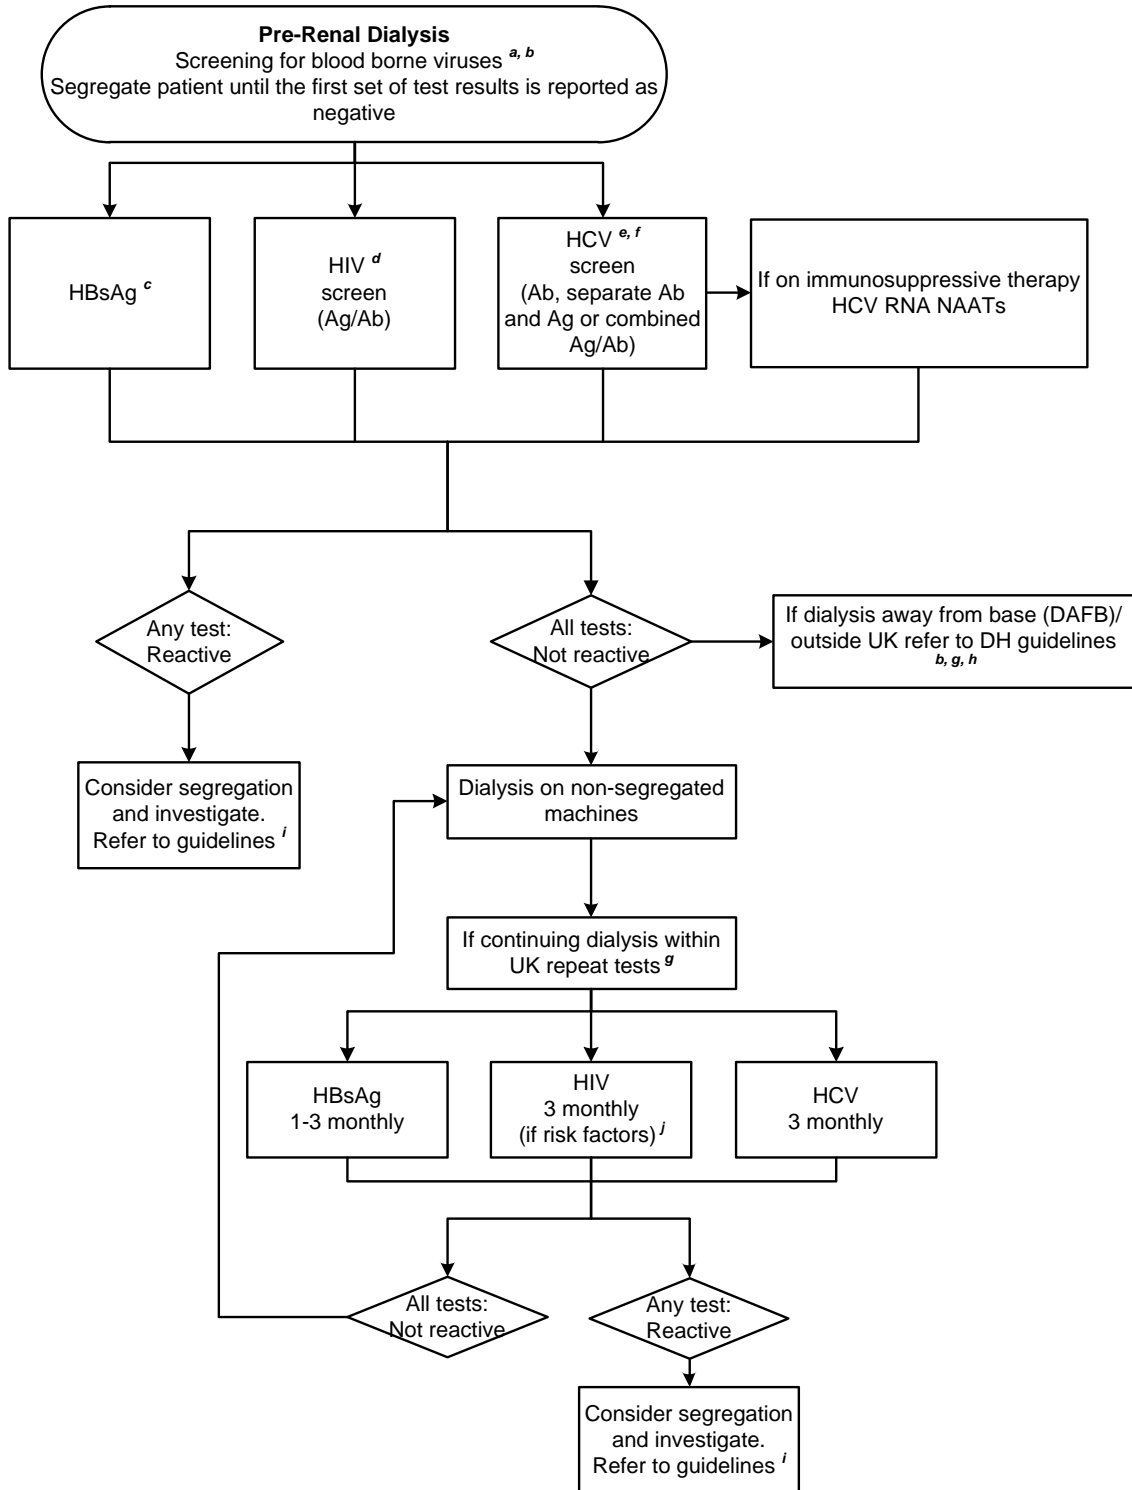 Pre-Renal Dialysis
Screening for blood borne viruses a, b
Segregate patient until the first set of test results is reported as
negative
HBsAg c
HIV d
screen
(Ag/Ab)
HCV e, f
screen
(Ab, separate Ab
and Ag or combined
Ag/Ab)
If on immunosuppressive therapy
HCV RNA NAATs
Any test:
Reactive
All tests:
Not reactive
If dialysis away from base (DAFB)/
outside UK refer to DH guidelines
b, g, h
Consider segregation
and investigate.
Refer to guidelines i
Dialysis on non-segregated
machines
If continuing dialysis within
UK repeat tests g
HBsAg
1-3 monthly
HIV
3 monthly
(if risk factors) j
HCV
3 monthly
All tests:
Not reactive
Any test:
Reactive
Consider segregation
and investigate.
Refer to guidelines i